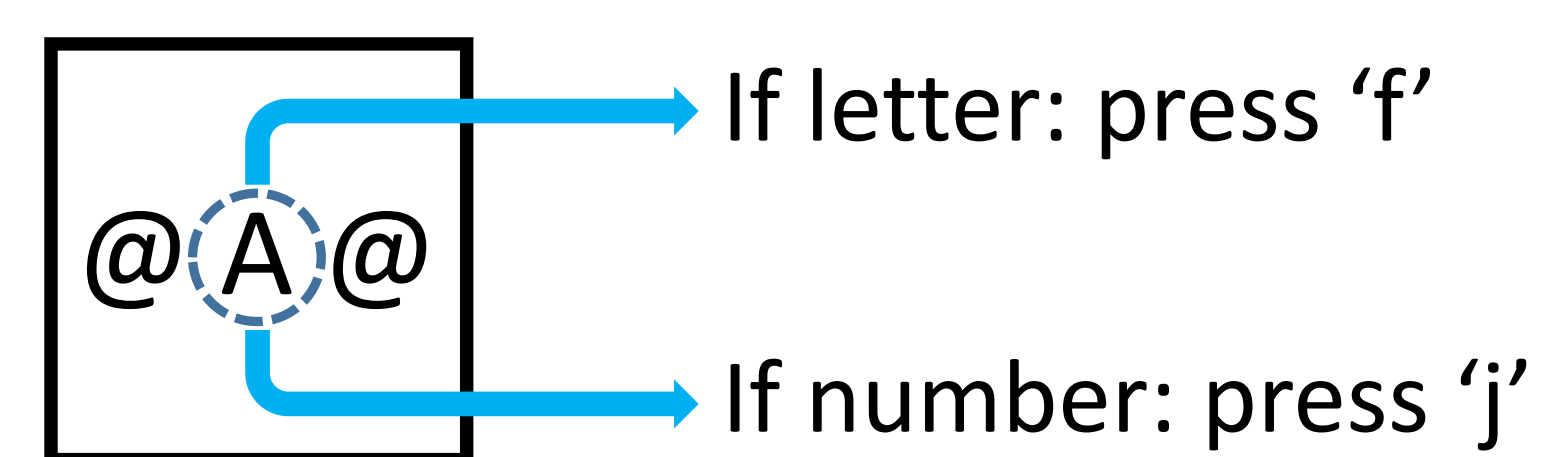 If letter: press ‘f’
@A@
If number: press ‘j’